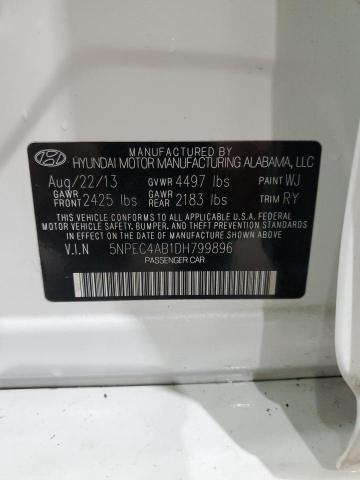 MANUFACTURED BY
HYUNDAI MOTOR MANUFACTURING ALABAMA, LLC
Aug/22/13 GVWR 4497 lbs PAINT WJ
GAWR FRONT 2425 lbs GAWR REAR 2183 lbs TRIM RY
THIS VEHICLE CONFORMS TO ALL APPLICABLE U.S. FEDERAL
MOTOR VEHICLE SAFETY, BUMPER, AND THEFT PREVENTION
STANDARDS IN EFFECT ON THE DATE OF MANUFACTURE SHOWN ABOVE.
V.I.N 5NPEC4AB1DH799896
PASSENGER CAR